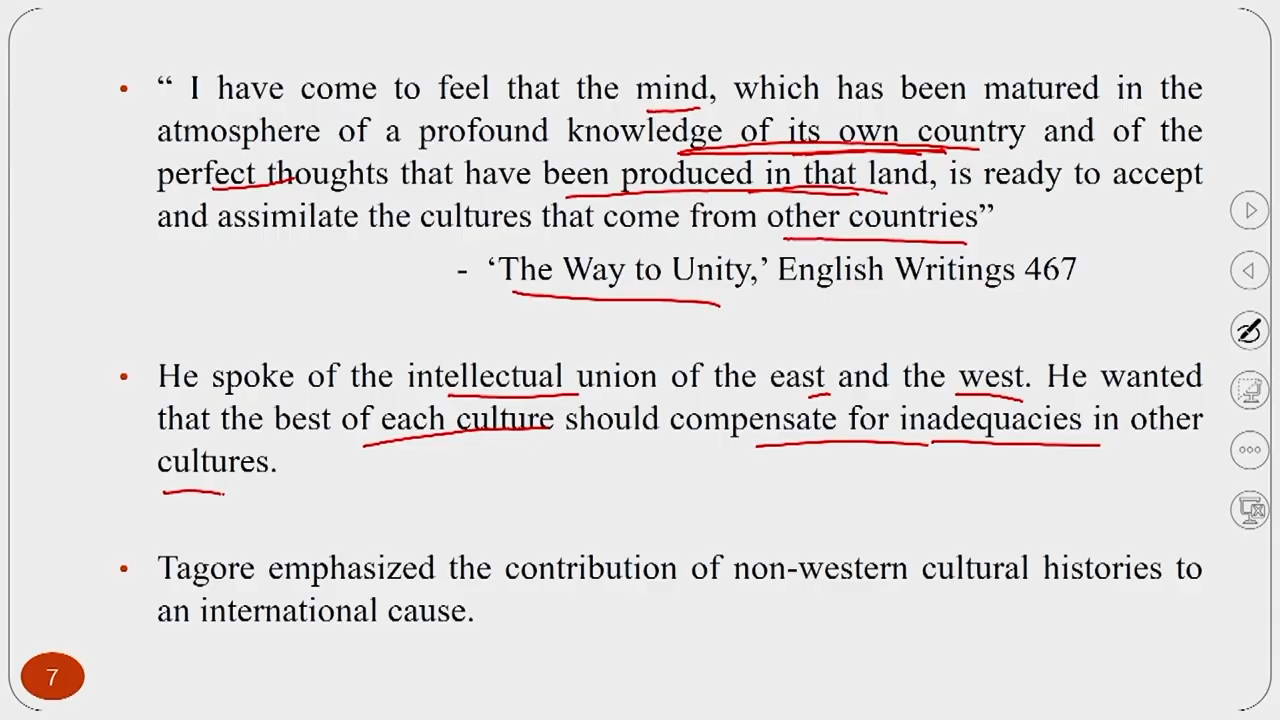 • “ I have come to feel that the mind, which has been matured in the
atmosphere of a profound knowledge of its own country and of the
perfect thoughts that have been produced in that land, is ready to accept
and assimilate the cultures that come from other countries”
- ‘The Way to Unity,’ English Writings 467
• He spoke of the intellectual union of the east and the west. He wanted
that the best of each culture should compensate for inadequacies in other
cultures.
• Tagore emphasized the contribution of non-western cultural histories to
an international cause.
7